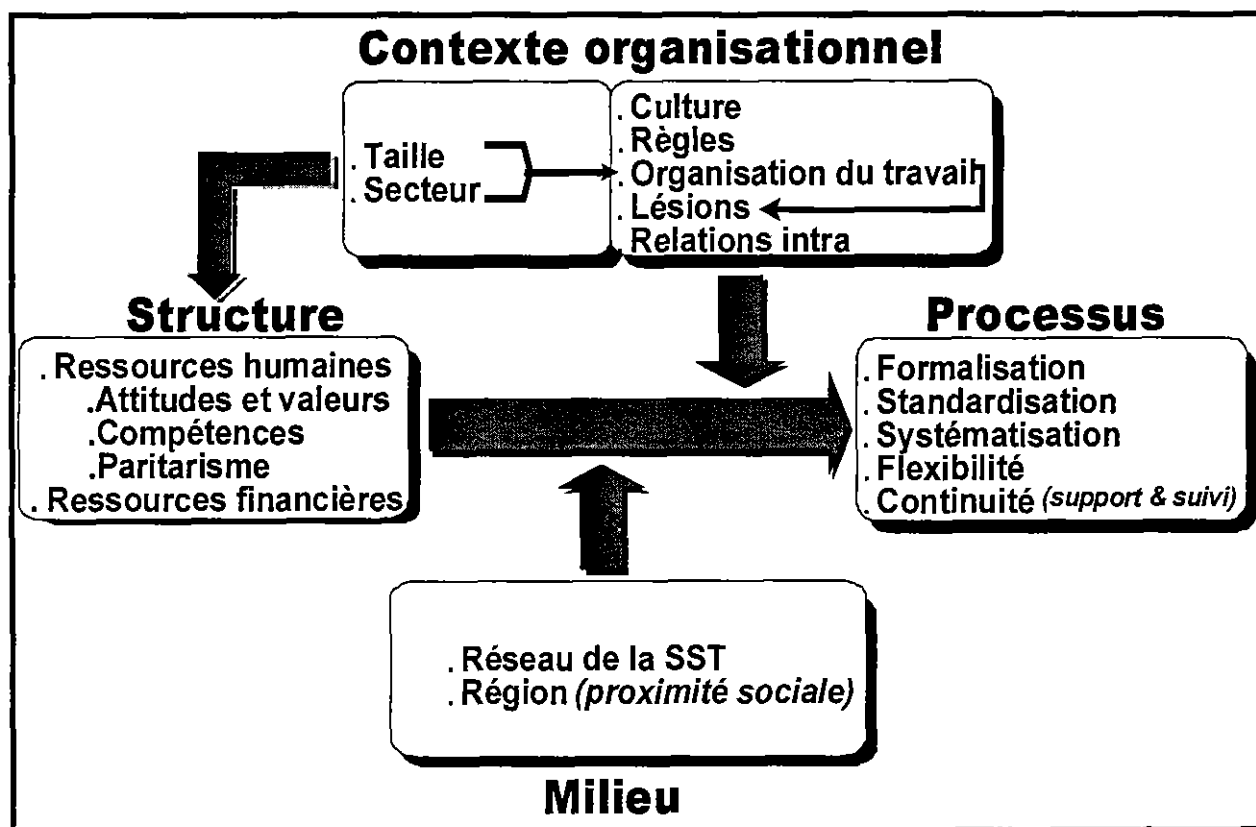 Contexte organisationnel
. Taille
. Secteur
. Culture
. Règles
. Organisation du travail
. Lésions
. Relations intra
Structure
. Ressources humaines
.Attitudes et valeurs
.Compétences
.Paritarisme
. Ressources financières
Processus
. Formalisation
. Standardisation
. Systématisation
. Flexibilité
. Continuité (support & suivi)
. Réseau de la SST
. Région (proximité sociale)
Milieu